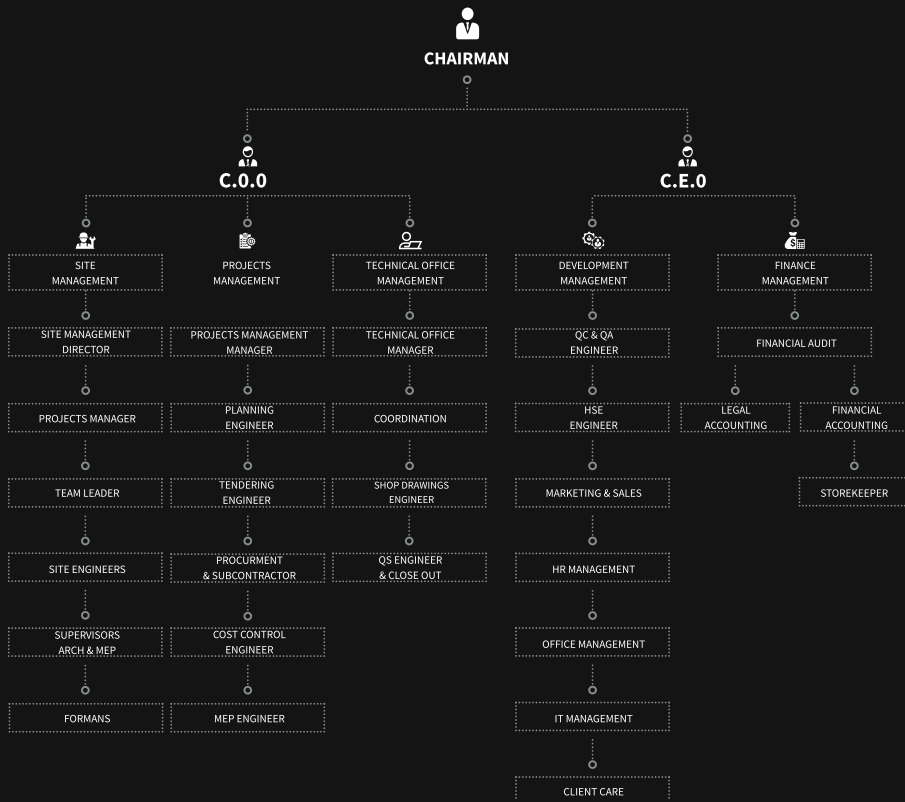 CHAIRMAN
C.0.0
C.E.0
SITE
MANAGEMENT
PROJECTS
MANAGEMENT
TECHNICAL OFFICE
MANAGEMENT
DEVELOPMENT
MANAGEMENT
FINANCE
MANAGEMENT
SITE MANAGEMENT
DIRECTOR
PROJECTS MANAGEMENT
MANAGER
TECHNICAL OFFICE
MANAGER
QC & QA
ENGINEER
FINANCIAL AUDIT
PROJECTS MANAGER
PLANNING
ENGINEER
COORDINATION
HSE
ENGINEER
LEGAL
ACCOUNTING
FINANCIAL
ACCOUNTING
TEAM LEADER
TENDERING
ENGINEER
SHOP DRAWINGS
ENGINEER
MARKETING & SALES
STOREKEEPER
SITE ENGINEERS
PROCURMENT
& SUBCONTRACTOR
QS ENGINEER
& CLOSE OUT
HR MANAGEMENT
SUPERVISORS
ARCH & MEP
COST CONTROL
ENGINEER
OFFICE MANAGEMENT
FORMANS
MEP ENGINEER
IT MANAGEMENT
CLIENT CARE